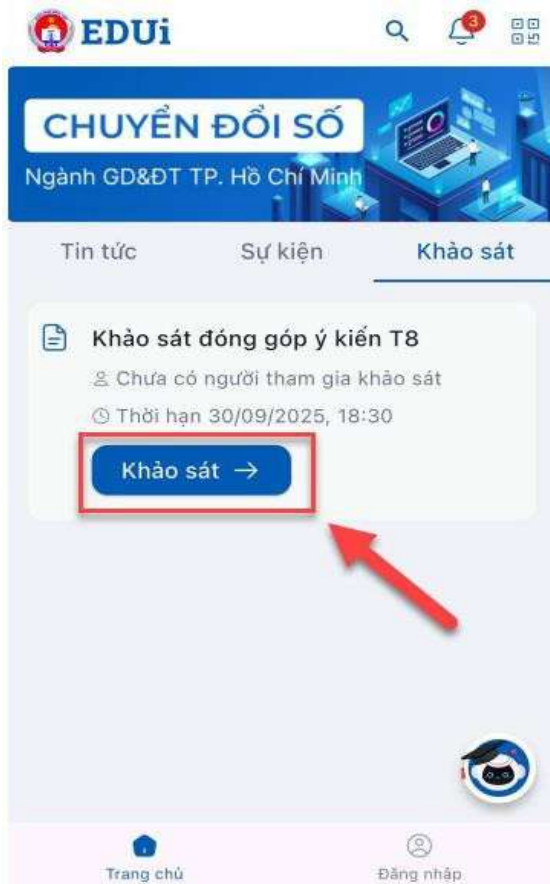 EDUi
3
CHUYỂN ĐỔI SỐ
Ngành GD&ĐT TP. Hồ Chí Minh
Tin tức Sự kiện Khảo sát
Khảo sát đóng góp ý kiến T8
Chưa có người tham gia khảo sát
Thời hạn 30/09/2025, 18:30
Khảo sát →
Trang chủ Đăng nhập